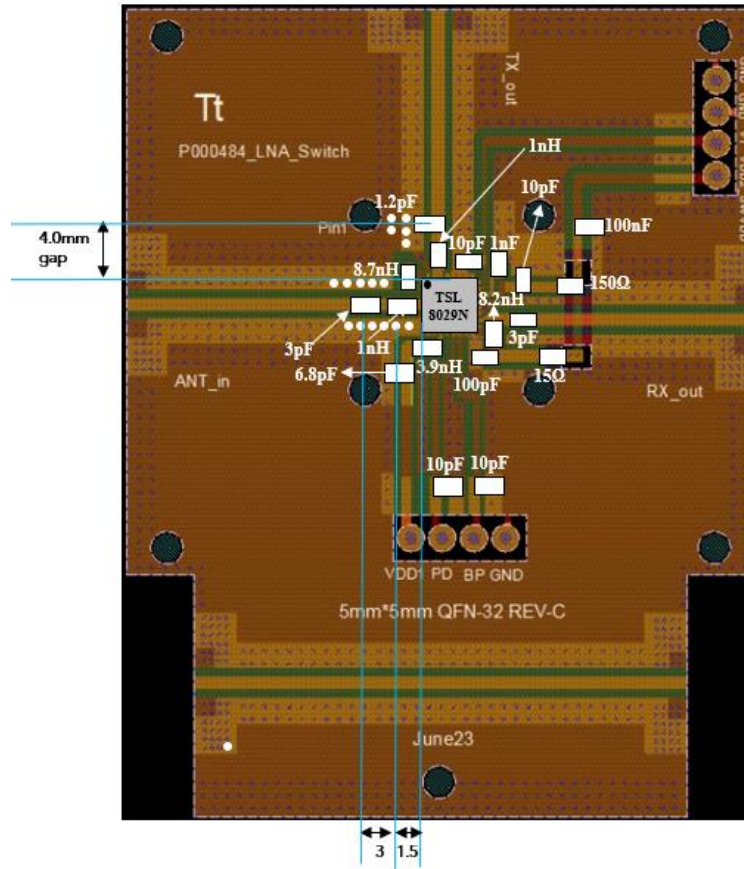 TX_out
Tt
P000484_LNA_Switch
1nH
1.2pF
10pF
Pin1
100nF
4.0mm
gap
10pF 1nF
8.7nH
TSL
8029N
8.2nH
150Ω
3pF
3pF
1nH
6.8pF
3.9nH
100pF
15Ω
ANT_in
RX_out
10pF 10pF
VDD1 PD BP GND
5mm*5mm QFN-32 REV-C
June23
3 1.5